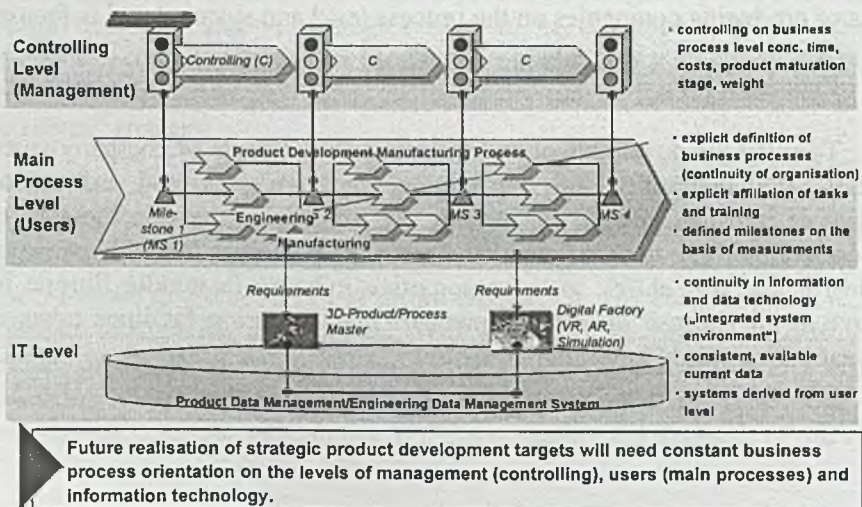 Controlling
Level
(Management)
Controlling (C)
C
C
• controlling on business
process level conc. time,
costs, product maturation
stage, weight
Main
Process
Level
(Users)
Product Development Manufacturing Process
Mile-
stone 1
(MS 1)
Engineering
2
MS 3
MS 4
Manufacturing
• explicit definition of
business processes
(continuity of organisation)
• explicit affiliation of tasks
and training
• defined milestones on the
basis of measurements
IT Level
Requirements
3D-Product/Process
Master
Requirements
Digital Factory
(VR, AR,
Simulation)
Product Data Management/Engineering Data Management System
• continuity in information
and data technology
(„integrated system
environment“)
• consistent, available
current data
• systems derived from user
level
Future realisation of strategic product development targets will need constant business
process orientation on the levels of management (controlling), users (main processes) and
information technology.